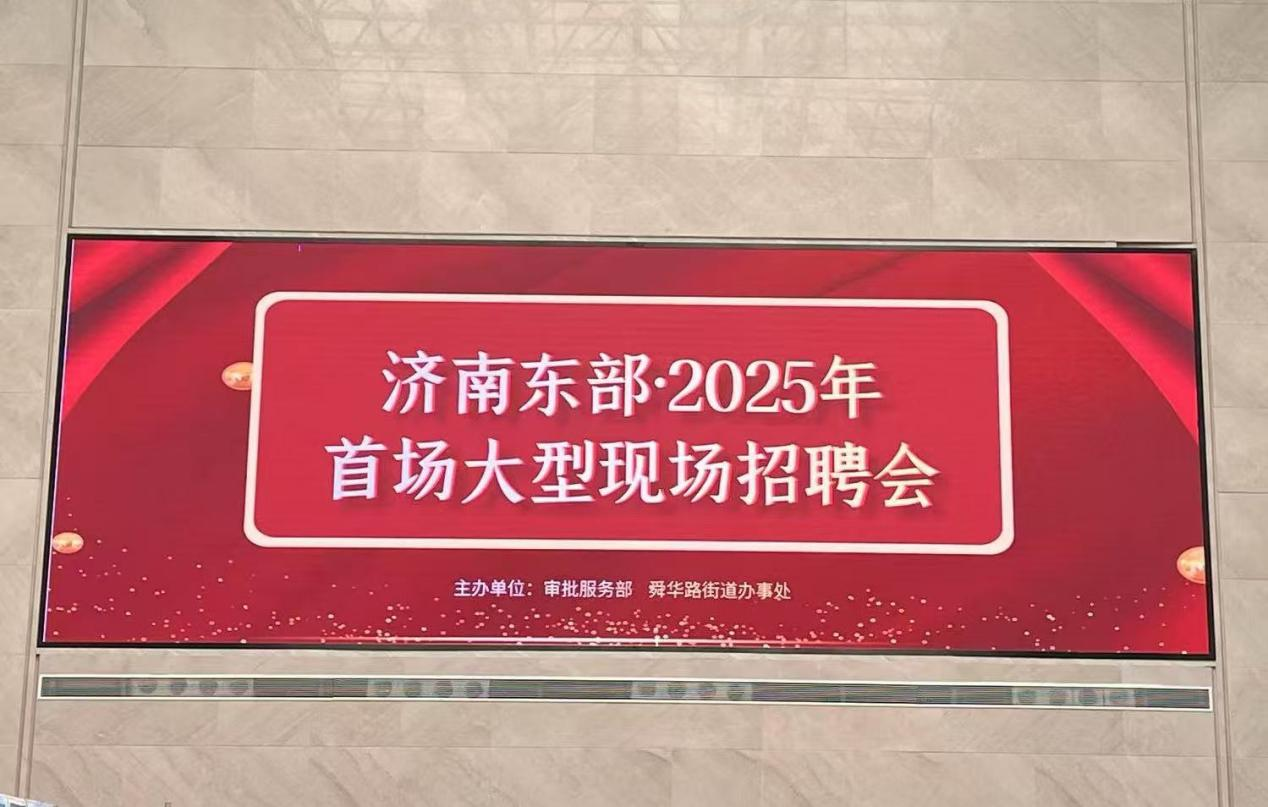 济南东部·2025年
首场大型现场招聘会
主办单位：审批服务部 舜华路街道办事处